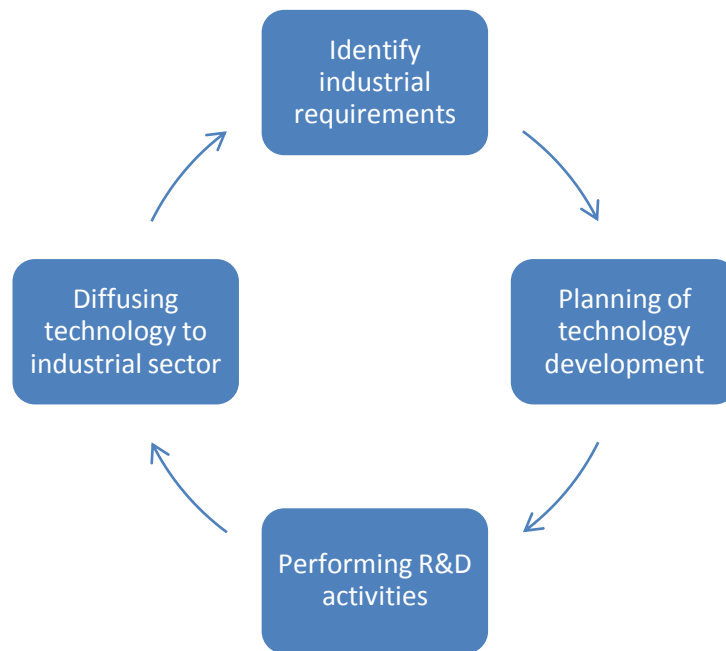 Identify
industrial
requirements
Planning of
technology
development
Performing R&D
activities
Diffusing
technology to
industrial sector